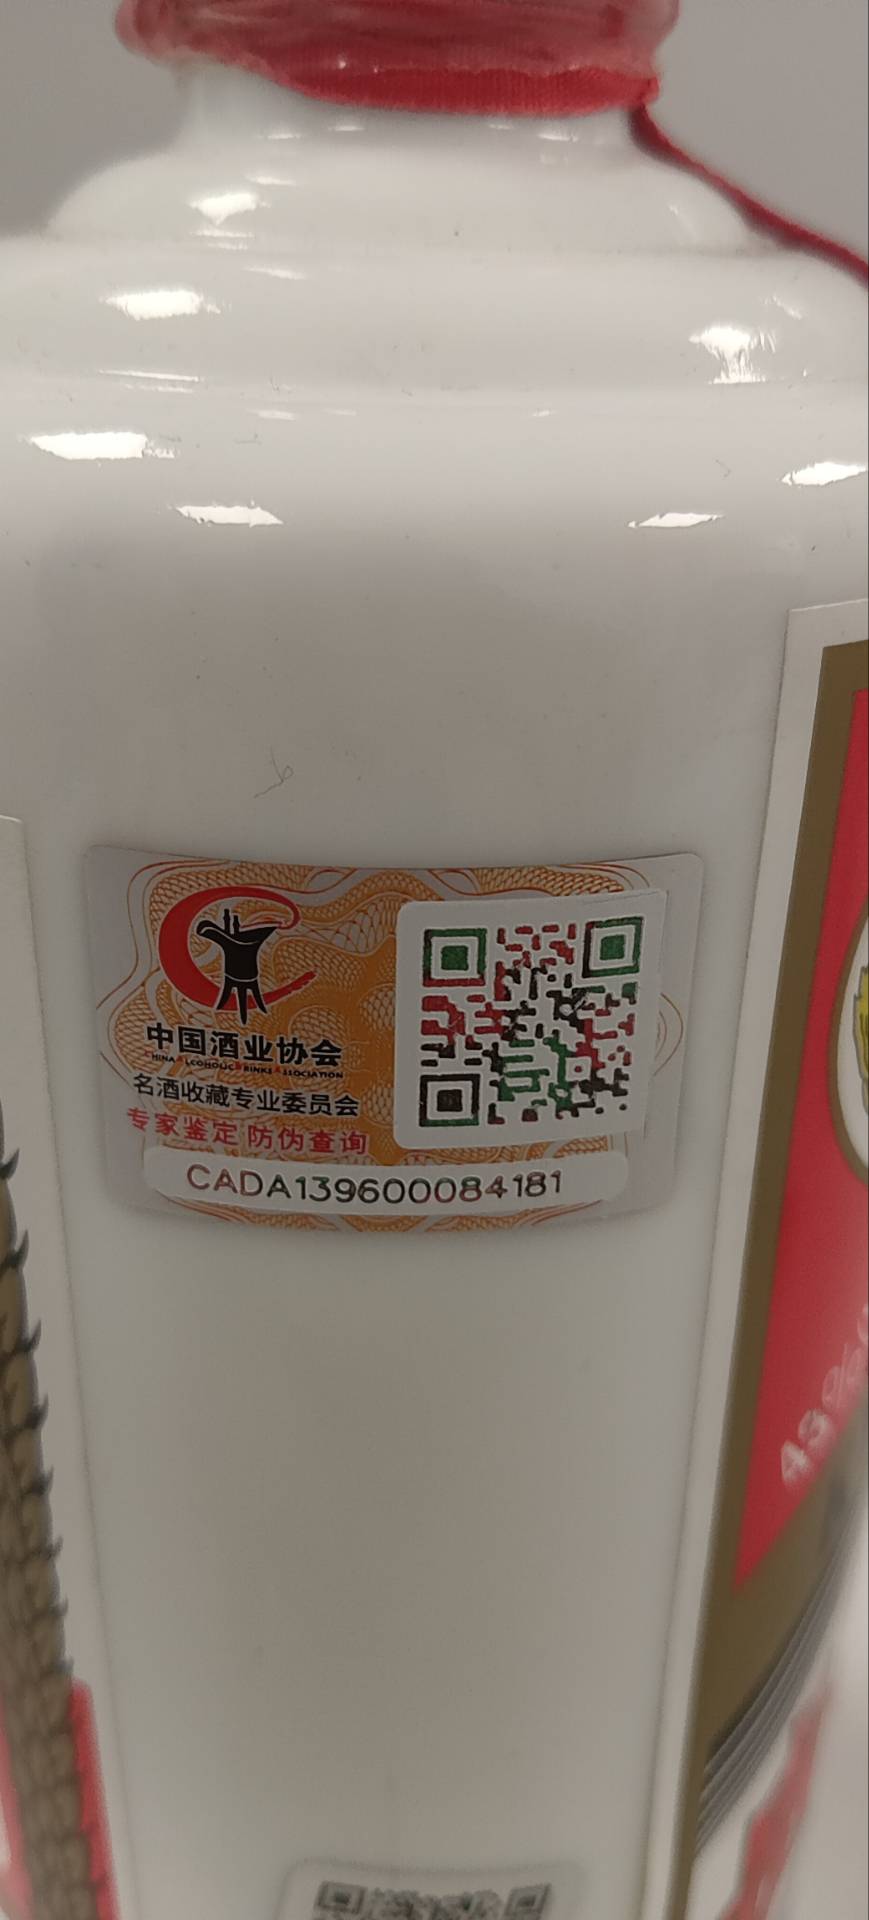 中国酒业协会
CHINA ALCOHOLIC DRINKS ASSOCIATION
名酒收藏专业委员会
专家鉴定 防伪查询
CADA139600084181
43%